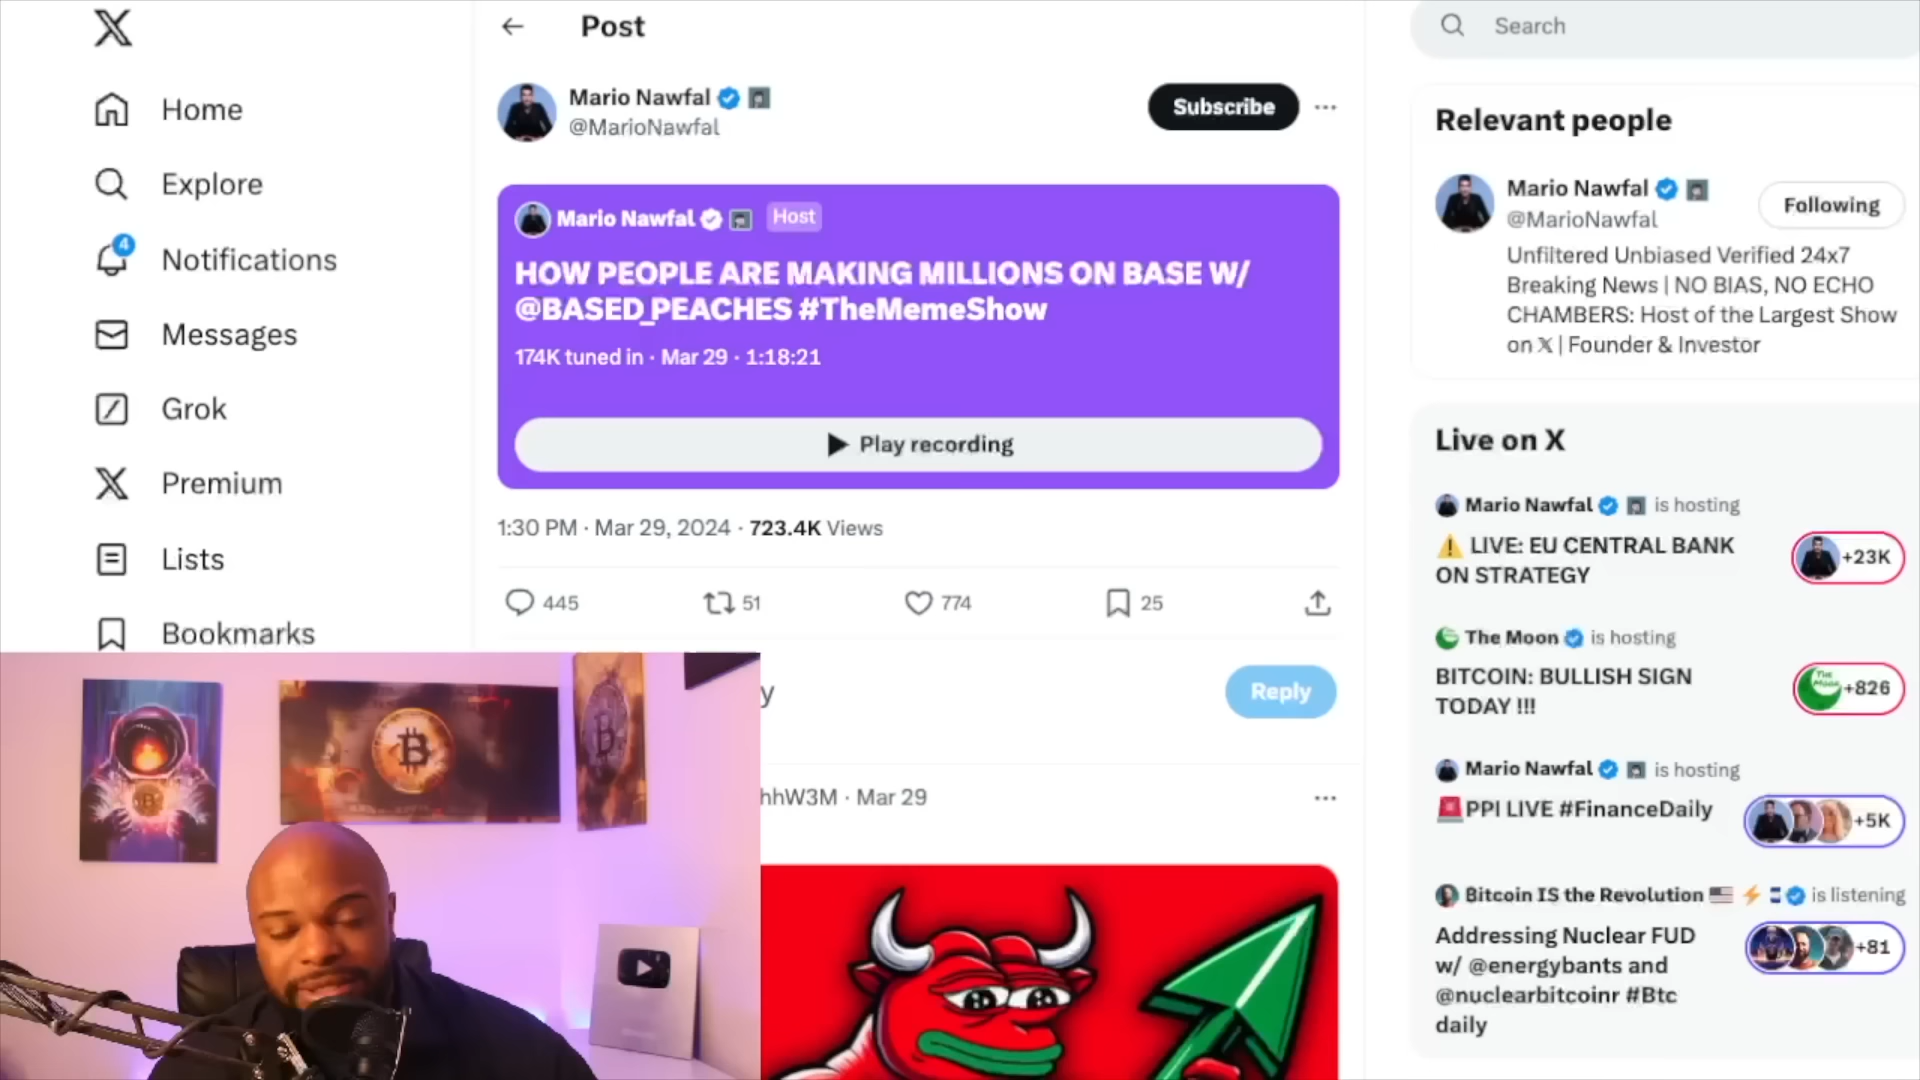 Home
Explore
4
Notifications
Messages
Grok
Premium
Lists
Bookmarks
Post
Mario Nawfal
@MarioNawfal
Subscribe
Mario Nawfal Host
HOW PEOPLE ARE MAKING MILLIONS ON BASE W/
@BASED_PEACHES #TheMemeShow
174K tuned in · Mar 29 · 1:18:21
Play recording
1:30 PM · Mar 29, 2024 · 723.4K Views
445
51
774
25
y
Reply
hhW3M · Mar 29
Search
Relevant people
Mario Nawfal
@MarioNawfal
Following
Unfiltered Unbiased Verified 24x7
Breaking News | NO BIAS, NO ECHO
CHAMBERS: Host of the Largest Show
on 𝕏 | Founder & Investor
Live on X
Mario Nawfal is hosting
⚠️ LIVE: EU CENTRAL BANK
ON STRATEGY
+23K
The Moon is hosting
BITCOIN: BULLISH SIGN
TODAY !!!
The Moon
+826
Mario Nawfal is hosting
🚨PPI LIVE #FinanceDaily
+5K
Bitcoin IS the Revolution 🇺🇸 ⚡ is listening
Addressing Nuclear FUD
w/ @energybants and
@nuclearbitcoinr #Btc
daily
+81